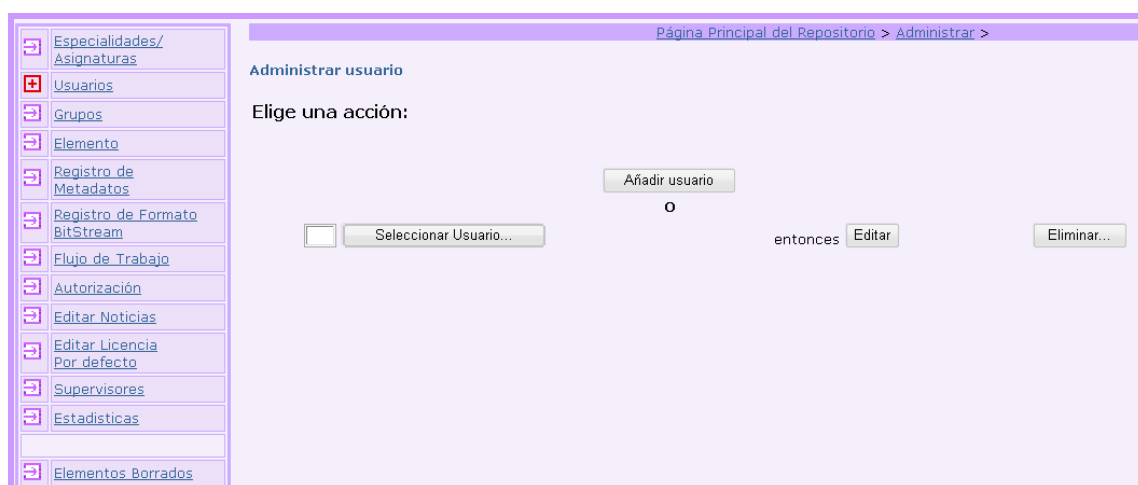 Página Principal del Repositorio > Administrar >
Especialidades/
Asignaturas
Usuarios
Grupos
Elemento
Registro de
Metadatos
Registro de Formato
BitStream
Flujo de Trabajo
Autorización
Editar Noticias
Editar Licencia
Por defecto
Supervisores
Estadisticas
Elementos Borrados
Administrar usuario
Elige una acción:
Añadir usuario
O
Seleccionar Usuario... entonces Editar Eliminar...